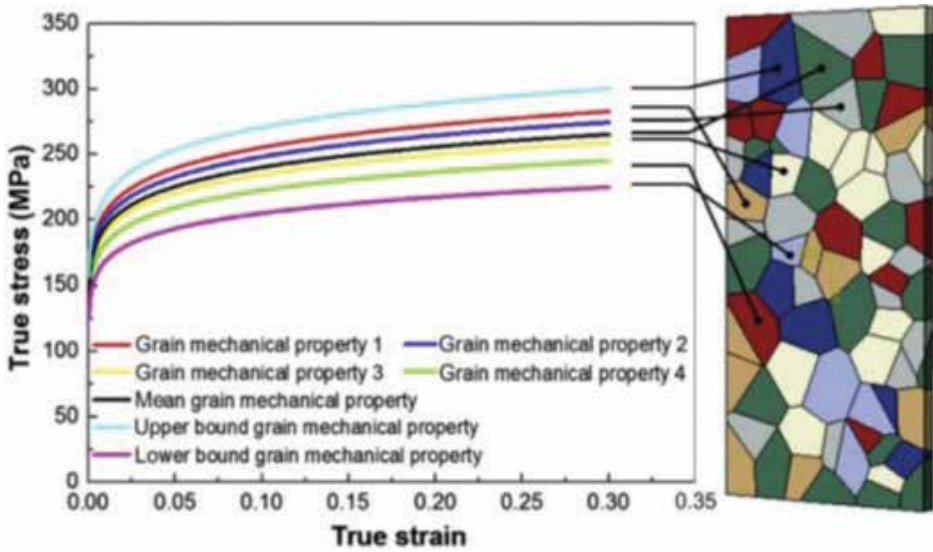 350
300
250
200
150
100
50
0
True stress (MPa)
Grain mechanical property 1
Grain mechanical property 2
Grain mechanical property 3
Grain mechanical property 4
Mean grain mechanical property
Upper bound grain mechanical property
Lower bound grain mechanical property
0.00 0.05 0.10 0.15 0.20 0.25 0.30 0.35
True strain